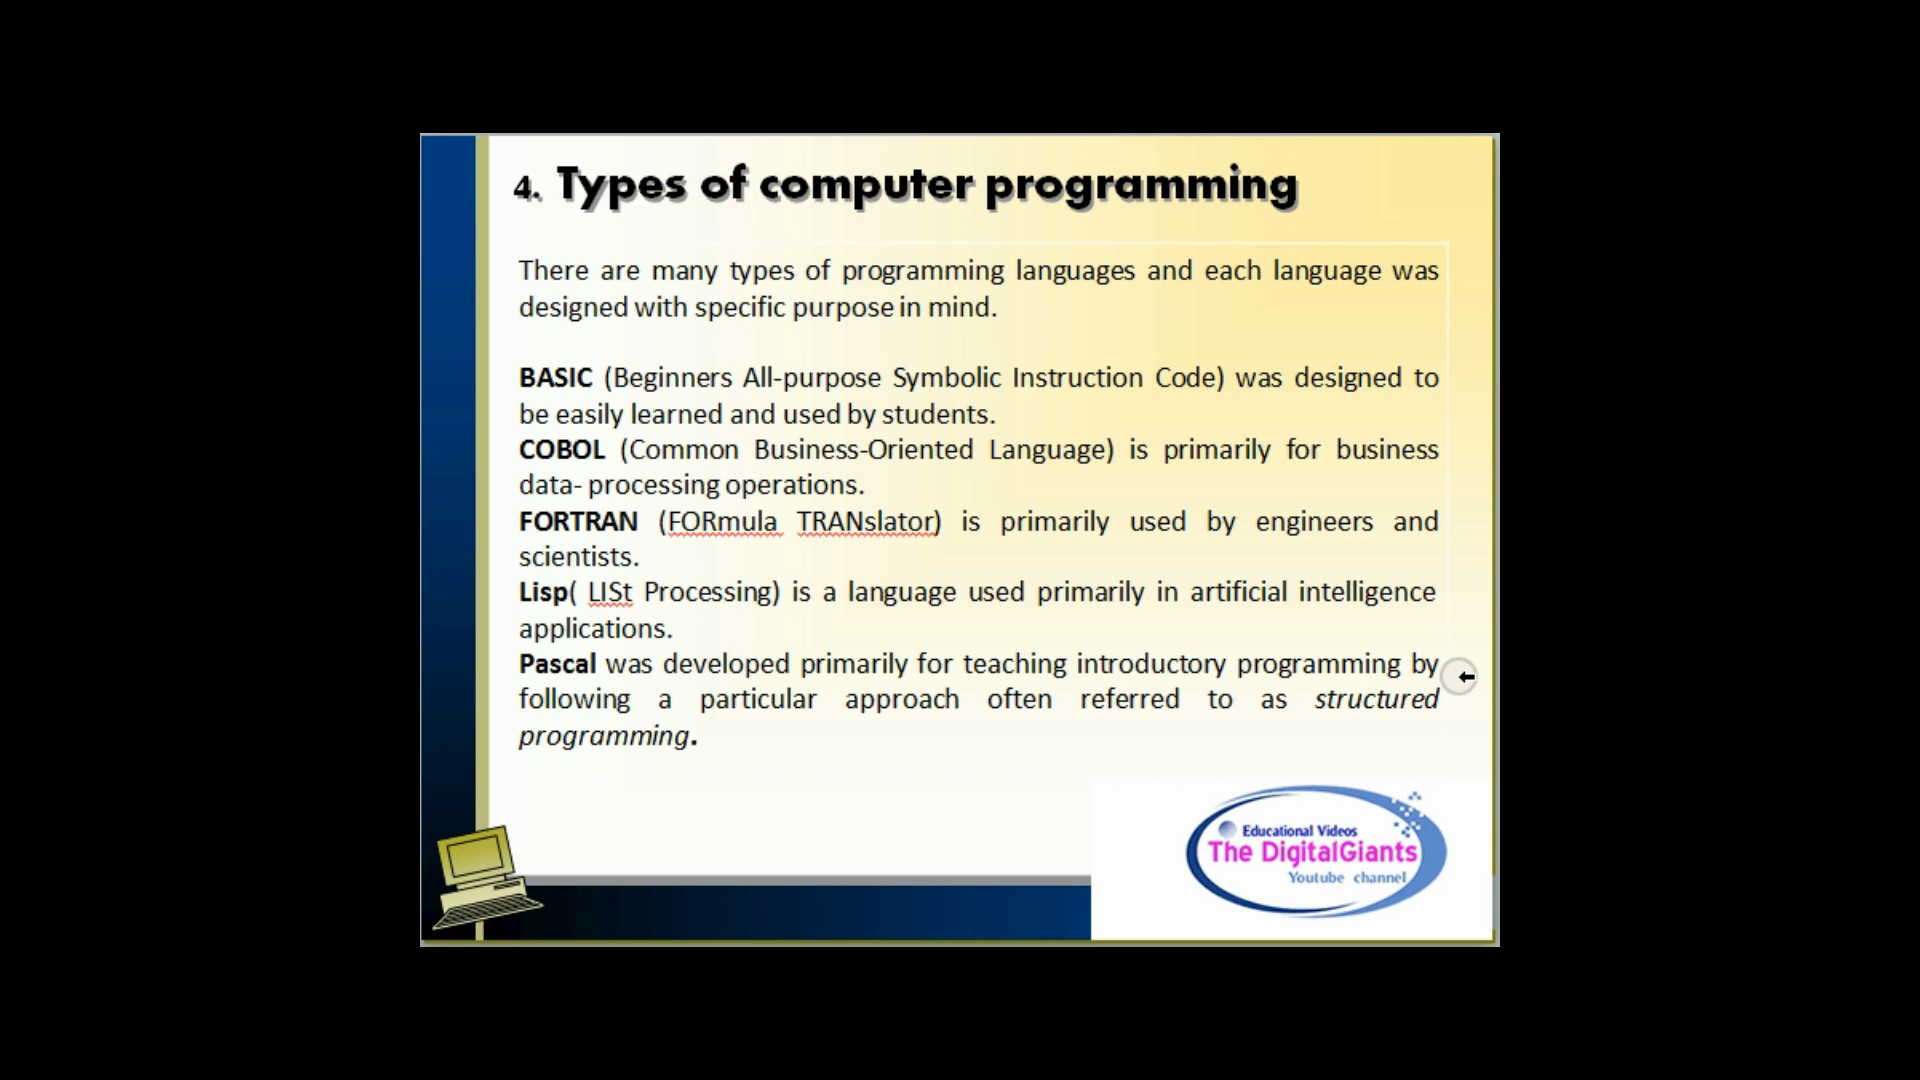 4. Types of computer programming
There are many types of programming languages and each language was
designed with specific purpose in mind.
BASIC (Beginners All-purpose Symbolic Instruction Code) was designed to
be easily learned and used by students.
COBOL (Common Business-Oriented Language) is primarily for business
data- processing operations.
FORTRAN (FORmula TRANslator) is primarily used by engineers and
scientists.
Lisp( LISt Processing) is a language used primarily in artificial intelligence
applications.
Pascal was developed primarily for teaching introductory programming by
following a particular approach often referred to as structured
programming.
Educational Videos
The DigitalGiants
Youtube channel